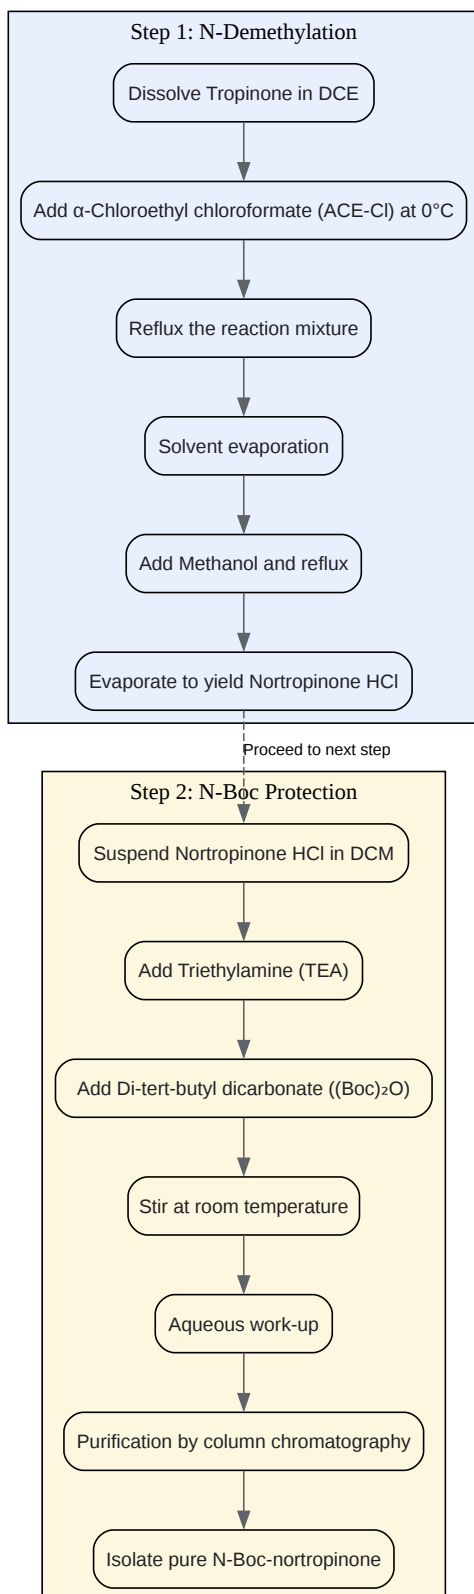 Step 1: N-Demethylation
Dissolve Tropinone in DCE
Add α-Chloroethyl chloroformate (ACE-Cl) at 0°C
Reflux the reaction mixture
Solvent evaporation
Add Methanol and reflux
Evaporate to yield Nortropinone HCl
Proceed to next step
Step 2: N-Boc Protection
Suspend Nortropinone HCl in DCM
Add Triethylamine (TEA)
Add Di-tert-butyl dicarbonate ((Boc)₂O)
Stir at room temperature
Aqueous work-up
Purification by column chromatography
Isolate pure N-Boc-nortropinone